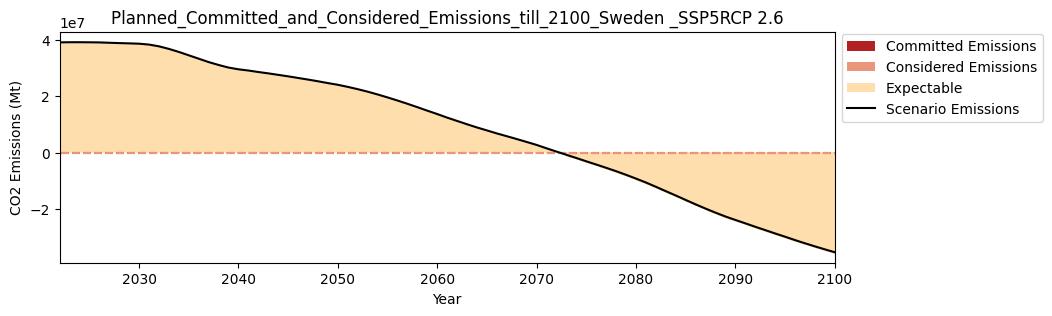 Planned_Committed_and_Considered_Emissions_till_2100_Sweden _SSP5RCP 2.6
1e7
4
2
0
−2
CO2 Emissions (Mt)
2030 2040 2050 2060 2070 2080 2090 2100
Year
Committed Emissions
Considered Emissions
Expectable
Scenario Emissions